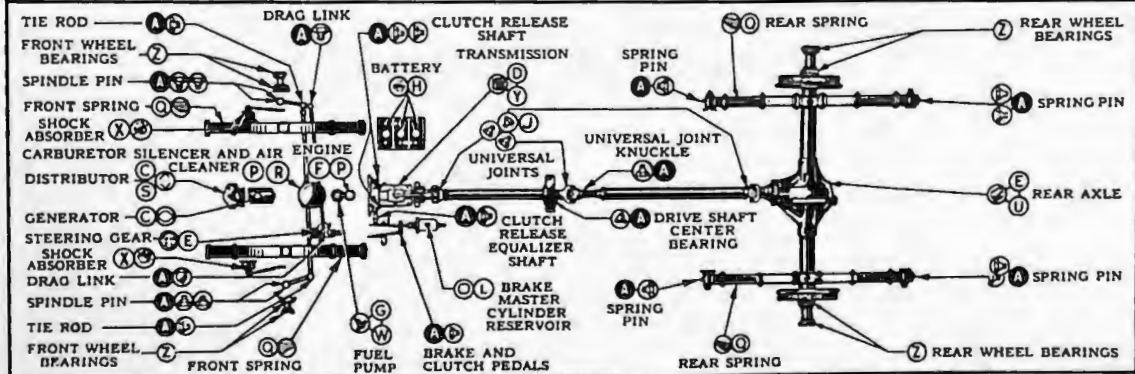 TIE ROD A
FRONT WHEEL
BEARINGS Z
SPINDLE PIN A
FRONT SPRING Q
SHOCK
ABSORBER X
CARBURETOR SILENCER AND AIR
CLEANER P R
DISTRIBUTOR C
S
GENERATOR C
STEERING GEAR E
SHOCK
ABSORBER X
DRAG LINK A
SPINDLE PIN A
TIE ROD A
FRONT WHEEL
BEARINGS Z
FRONT SPRING
Q
DRAG LINK
A
ENGINE
F P
A CLUTCH RELEASE
SHAFT
TRANSMISSION
D
Y
BATTERY
H
J
UNIVERSAL
JOINTS
UNIVERSAL JOINT
KNUCKLE
A
A
CLUTCH
RELEASE
EQUALIZER
SHAFT
A DRIVE SHAFT
CENTER
BEARING
L BRAKE
MASTER
CYLINDER
RESERVOIR
G
W
FUEL
PUMP
A
BRAKE AND
CLUTCH PEDALS
Q REAR SPRING
SPRING
PIN
A
REAR WHEEL
BEARINGS
Z
A SPRING PIN
E
U
REAR AXLE
A SPRING PIN
A
SPRING
PIN
Q
REAR SPRING
Z REAR WHEEL BEARINGS